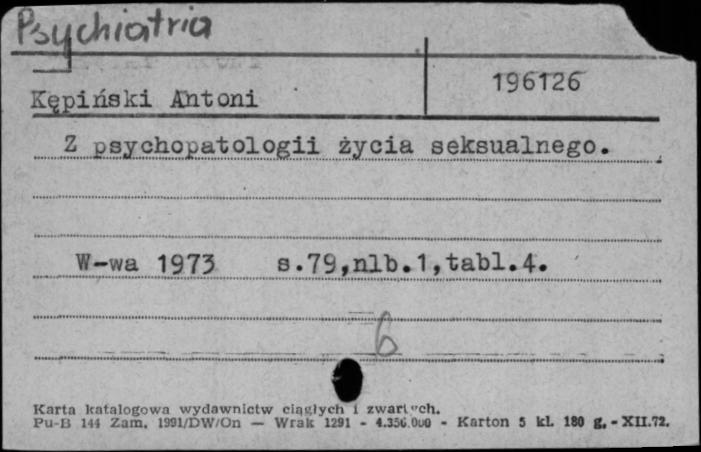 Psychiatria
196126
Kępiński Antoni
Z psychopatologii życia seksualnego.
W-wa 1973 s.79,nlb.1,tabl.4.
6
Karta katalogowa wydawnictw ciągłych i zwartych.
Pu-B 144 Zam. 1991/DW/On — Wrak 1291 - 4.356.000 - Karton 5 kl. 180 g. - XII.72.